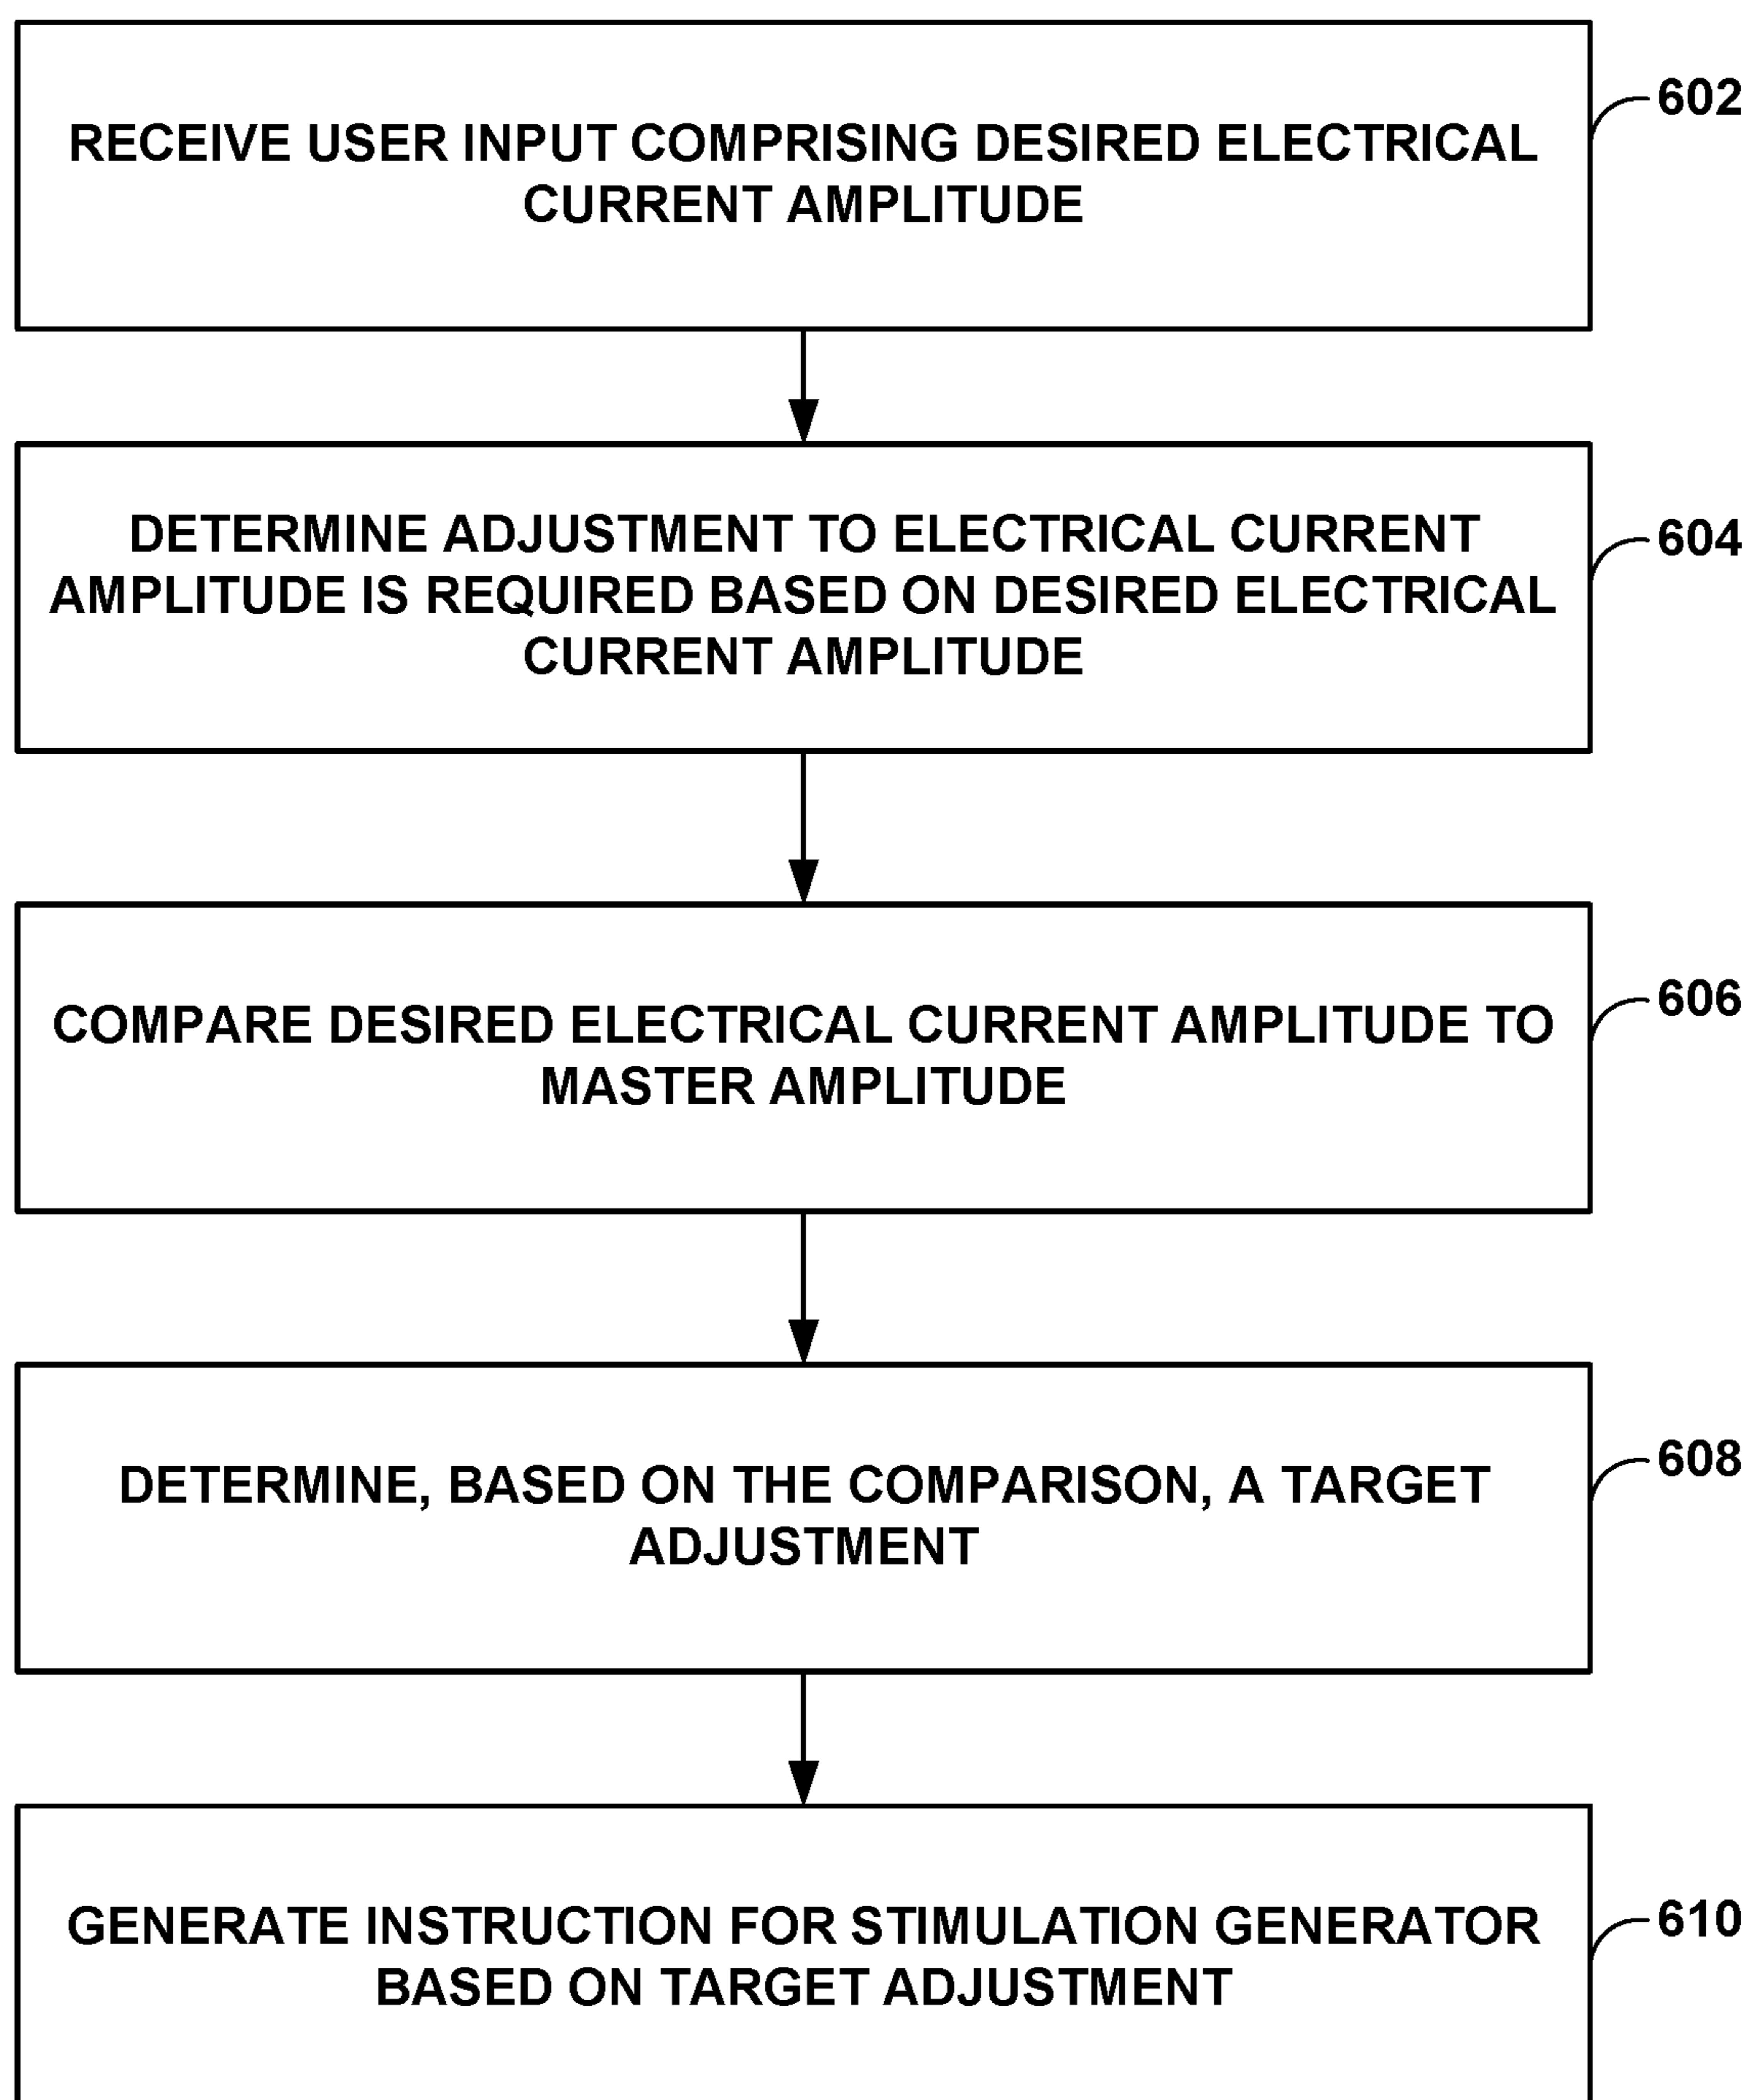 RECEIVE USER INPUT COMPRISING DESIRED ELECTRICAL
CURRENT AMPLITUDE
602
DETERMINE ADJUSTMENT TO ELECTRICAL CURRENT
AMPLITUDE IS REQUIRED BASED ON DESIRED ELECTRICAL
CURRENT AMPLITUDE
604
COMPARE DESIRED ELECTRICAL CURRENT AMPLITUDE TO
MASTER AMPLITUDE
606
DETERMINE, BASED ON THE COMPARISON, A TARGET
ADJUSTMENT
608
GENERATE INSTRUCTION FOR STIMULATION GENERATOR
BASED ON TARGET ADJUSTMENT
610